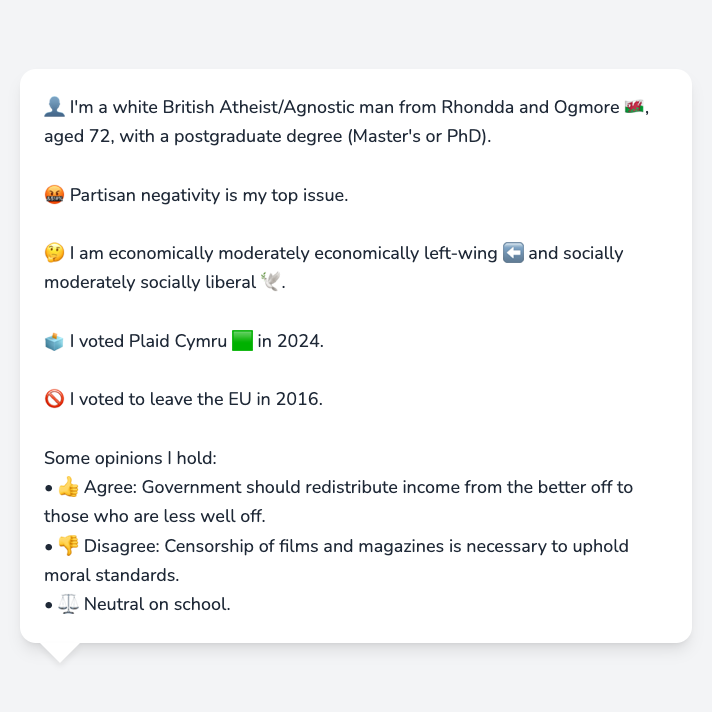 👤 I'm a white British Atheist/Agnostic man from Rhondda and Ogmore 🏴󠁧󠁢󠁷󠁬󠁳󠁿,
aged 72, with a postgraduate degree (Master's or PhD).
🤬 Partisan negativity is my top issue.
🤔 I am economically moderately economically left-wing ⬅️ and socially
moderately socially liberal 🕊️.
🗳️ I voted Plaid Cymru 🟩 in 2024.
🚫 I voted to leave the EU in 2016.
Some opinions I hold:
• 👍 Agree: Government should redistribute income from the better off to
those who are less well off.
• 👎 Disagree: Censorship of films and magazines is necessary to uphold
moral standards.
• ⚖️ Neutral on school.